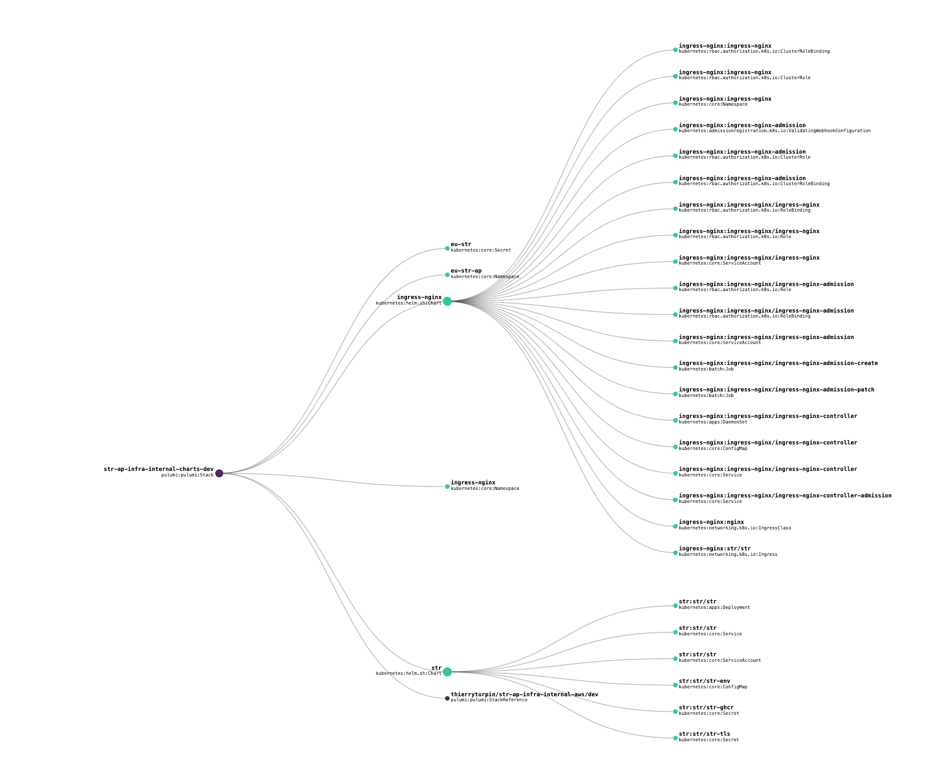 ingress-nginx:ingress-nginx
kubernetes:rbac.authorization.k8s.io:ClusterRoleBinding
ingress-nginx:ingress-nginx
kubernetes:rbac.authorization.k8s.io:ClusterRole
ingress-nginx:ingress-nginx
kubernetes:core:Namespace
ingress-nginx:ingress-nginx-admission
kubernetes:admissionregistration.k8s.io:ValidatingWebhookConfiguration
ingress-nginx:ingress-nginx-admission
kubernetes:rbac.authorization.k8s.io:ClusterRole
ingress-nginx:ingress-nginx-admission
kubernetes:rbac.authorization.k8s.io:ClusterRoleBinding
ingress-nginx:ingress-nginx/ingress-nginx
kubernetes:rbac.authorization.k8s.io:RoleBinding
ingress-nginx:ingress-nginx/ingress-nginx
kubernetes:rbac.authorization.k8s.io:Role
eu-str
kubernetes:core:Secret
ingress-nginx:ingress-nginx/ingress-nginx
kubernetes:core:ServiceAccount
eu-str-ap
kubernetes:core:Namespace
ingress-nginx:ingress-nginx/ingress-nginx-admission
kubernetes:rbac.authorization.k8s.io:Role
ingress-nginx
kubernetes:helm.sh:Chart
ingress-nginx:ingress-nginx/ingress-nginx-admission
kubernetes:rbac.authorization.k8s.io:RoleBinding
ingress-nginx:ingress-nginx/ingress-nginx-admission
kubernetes:core:ServiceAccount
ingress-nginx:ingress-nginx/ingress-nginx-admission-create
kubernetes:batch:Job
ingress-nginx:ingress-nginx/ingress-nginx-admission-patch
kubernetes:batch:Job
ingress-nginx:ingress-nginx/ingress-nginx-controller
kubernetes:apps:DaemonSet
ingress-nginx:ingress-nginx/ingress-nginx-controller
kubernetes:core:ConfigMap
str-ap-infra-internal-charts-dev
pulumi:pulumi:Stack
ingress-nginx:ingress-nginx/ingress-nginx-controller
kubernetes:core:Service
ingress-nginx
kubernetes:core:Namespace
ingress-nginx:ingress-nginx/ingress-nginx-controller-admission
kubernetes:core:Service
ingress-nginx:nginx
kubernetes:networking.k8s.io:IngressClass
ingress-nginx:str/str
kubernetes:networking.k8s.io:Ingress
str:str/str
kubernetes:apps:Deployment
str:str/str
kubernetes:core:Service
str:str/str
kubernetes:core:ServiceAccount
str
kubernetes:helm.sh:Chart
str:str/str-env
kubernetes:core:ConfigMap
thierryturpin/str-ap-infra-internal-aws/dev
pulumi:pulumi:StackReference
str:str/str-ghcr
kubernetes:core:Secret
str:str/str-tls
kubernetes:core:Secret